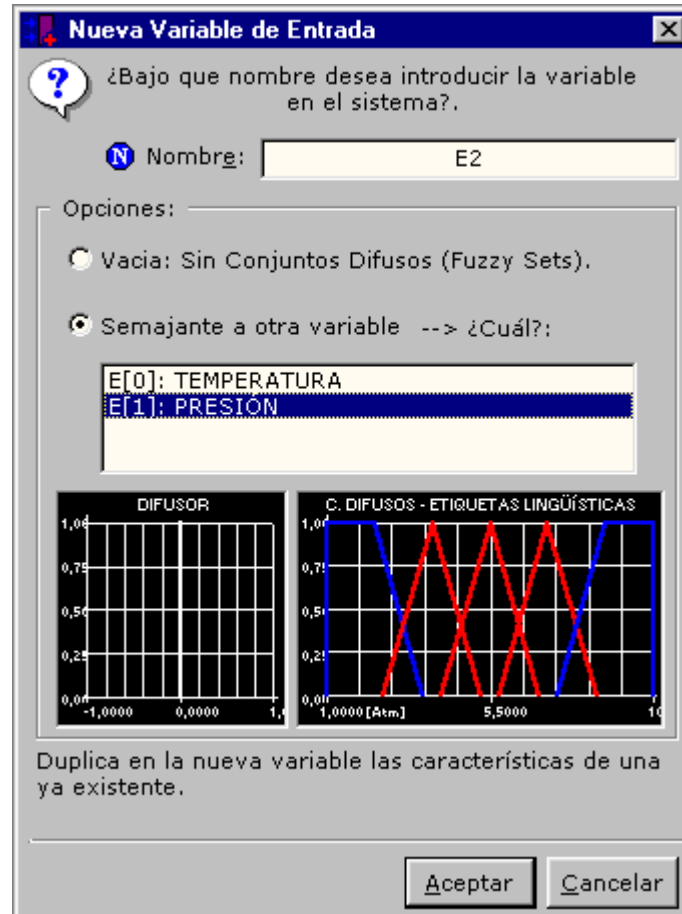 Nueva Variable de Entrada
¿Bajo que nombre desea introducir la variable
en el sistema?.
N Nombre: E2
Opciones:
Vacia: Sin Conjuntos Difusos (Fuzzy Sets).
Semajante a otra variable --> ¿Cuál?:
E[0]: TEMPERATURA
E[1]: PRESIÓN
DIFUSOR
1,00
0,75
0,50
0,25
0,00
-1,0000 0,0000 1,
C. DIFUSOS - ETIQUETAS LINGÜÍSTICAS
1,00
0,75
0,50
0,25
0,00
1,0000 [Atm] 5,5000 10
Duplica en la nueva variable las características de una
ya existente.
Aceptar Cancelar